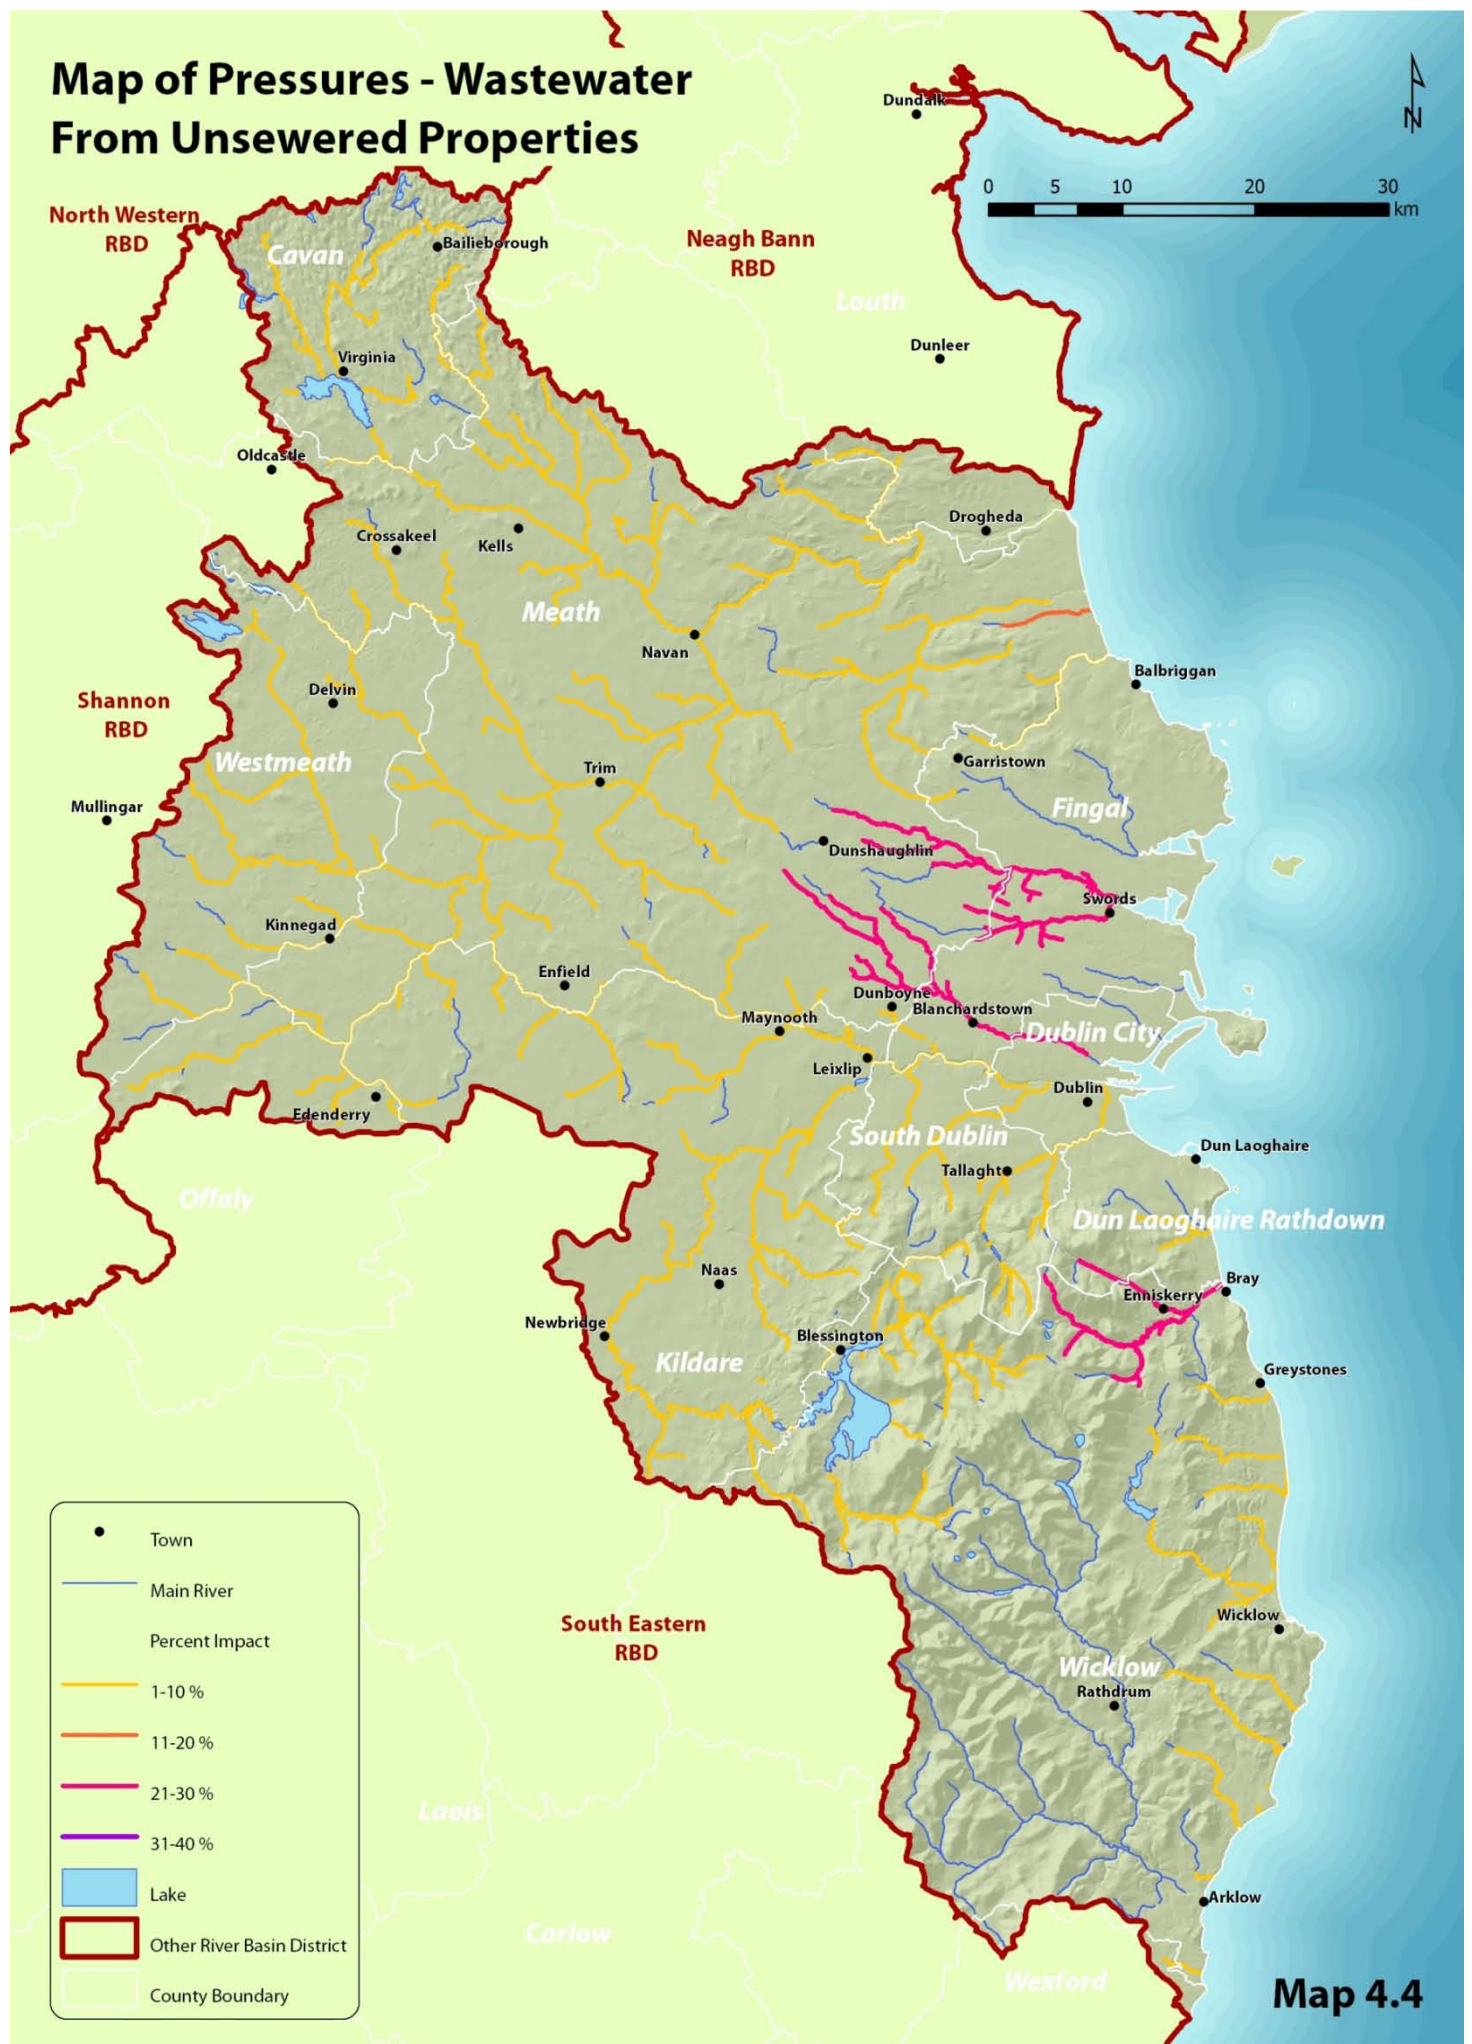 Map of Pressures - Wastewater
From Unsewered Properties
Dundalk
N
0 5 10 20 30
km
North Western
RBD
Neagh Bann
RBD
Cavan
Bailieborough
Louth
Dunleer
Virginia
Oldcastle
Drogheda
Crossakeel
Kells
Meath
Navan
Balbriggan
Delvin
Shannon
RBD
Westmeath
Garristown
Trim
Fingal
Mullingar
Dunshaughlin
Swords
Kinnegad
Enfield
Dunboyne
Blanchardstown
Maynooth
Dublin City
Leixlip
Dublin
Edenderry
South Dublin
Dun Laoghaire
Tallaght
Offaly
Dun Laoghaire Rathdown
Naas
Bray
Enniskerry
Newbridge
Blessington
Kildare
Greystones
South Eastern
RBD
Wicklow
Wicklow
Rathdrum
Laois
Arklow
Carlow
Wexford
Town
Main River
Percent Impact
1-10 %
11-20 %
21-30 %
31-40 %
Lake
Other River Basin District
County Boundary
Map 4.4